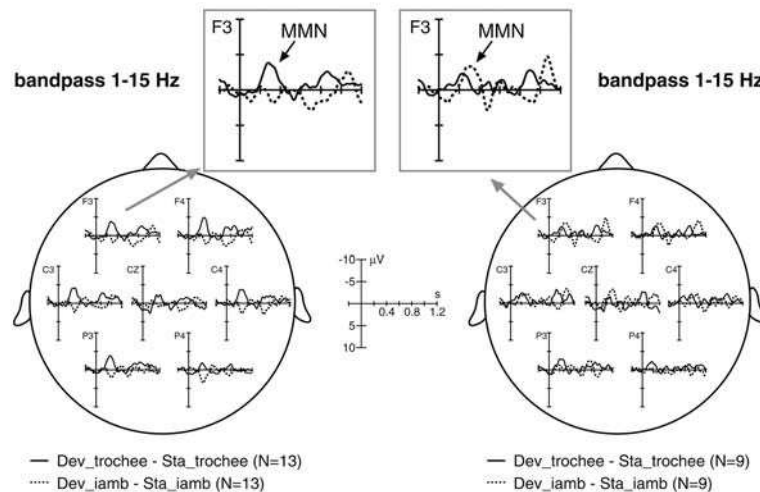 F3
MMN
F3
MMN
bandpass 1-15 Hz
bandpass 1-15 Hz
F3
F4
C3
CZ
C4
P3
P4
-10
µV
-5
s
0.4 0.8 1.2
5
10
F3
F4
C3
CZ
C4
P3
P4
Dev_trochee - Sta_trochee (N=13)
Dev_iamb - Sta_iamb (N=13)
Dev_trochee - Sta_trochee (N=9)
Dev_iamb - Sta_iamb (N=9)